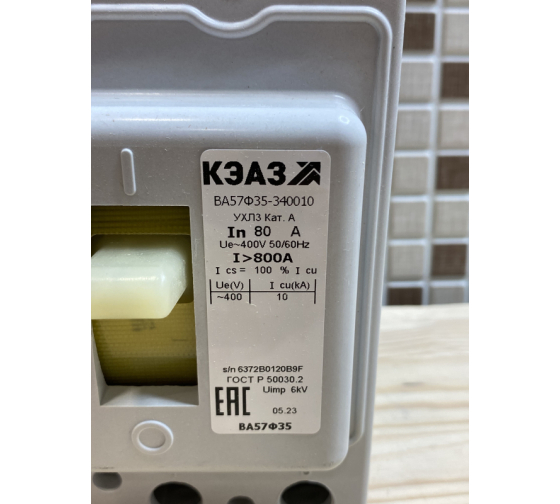 КЭАЗ
ВА57Ф35-340010
УХЛ3 Кат. А
In 80 А
Ue~400V 50/60Hz
I>800A
I cs = 100 % I cu
Ue(V) I cu(kA)
~400 10
s/n 6372B0120B9F
ГОСТ Р 50030.2
Uimp 6kV
ЕАС 05.23
ВА57Ф35